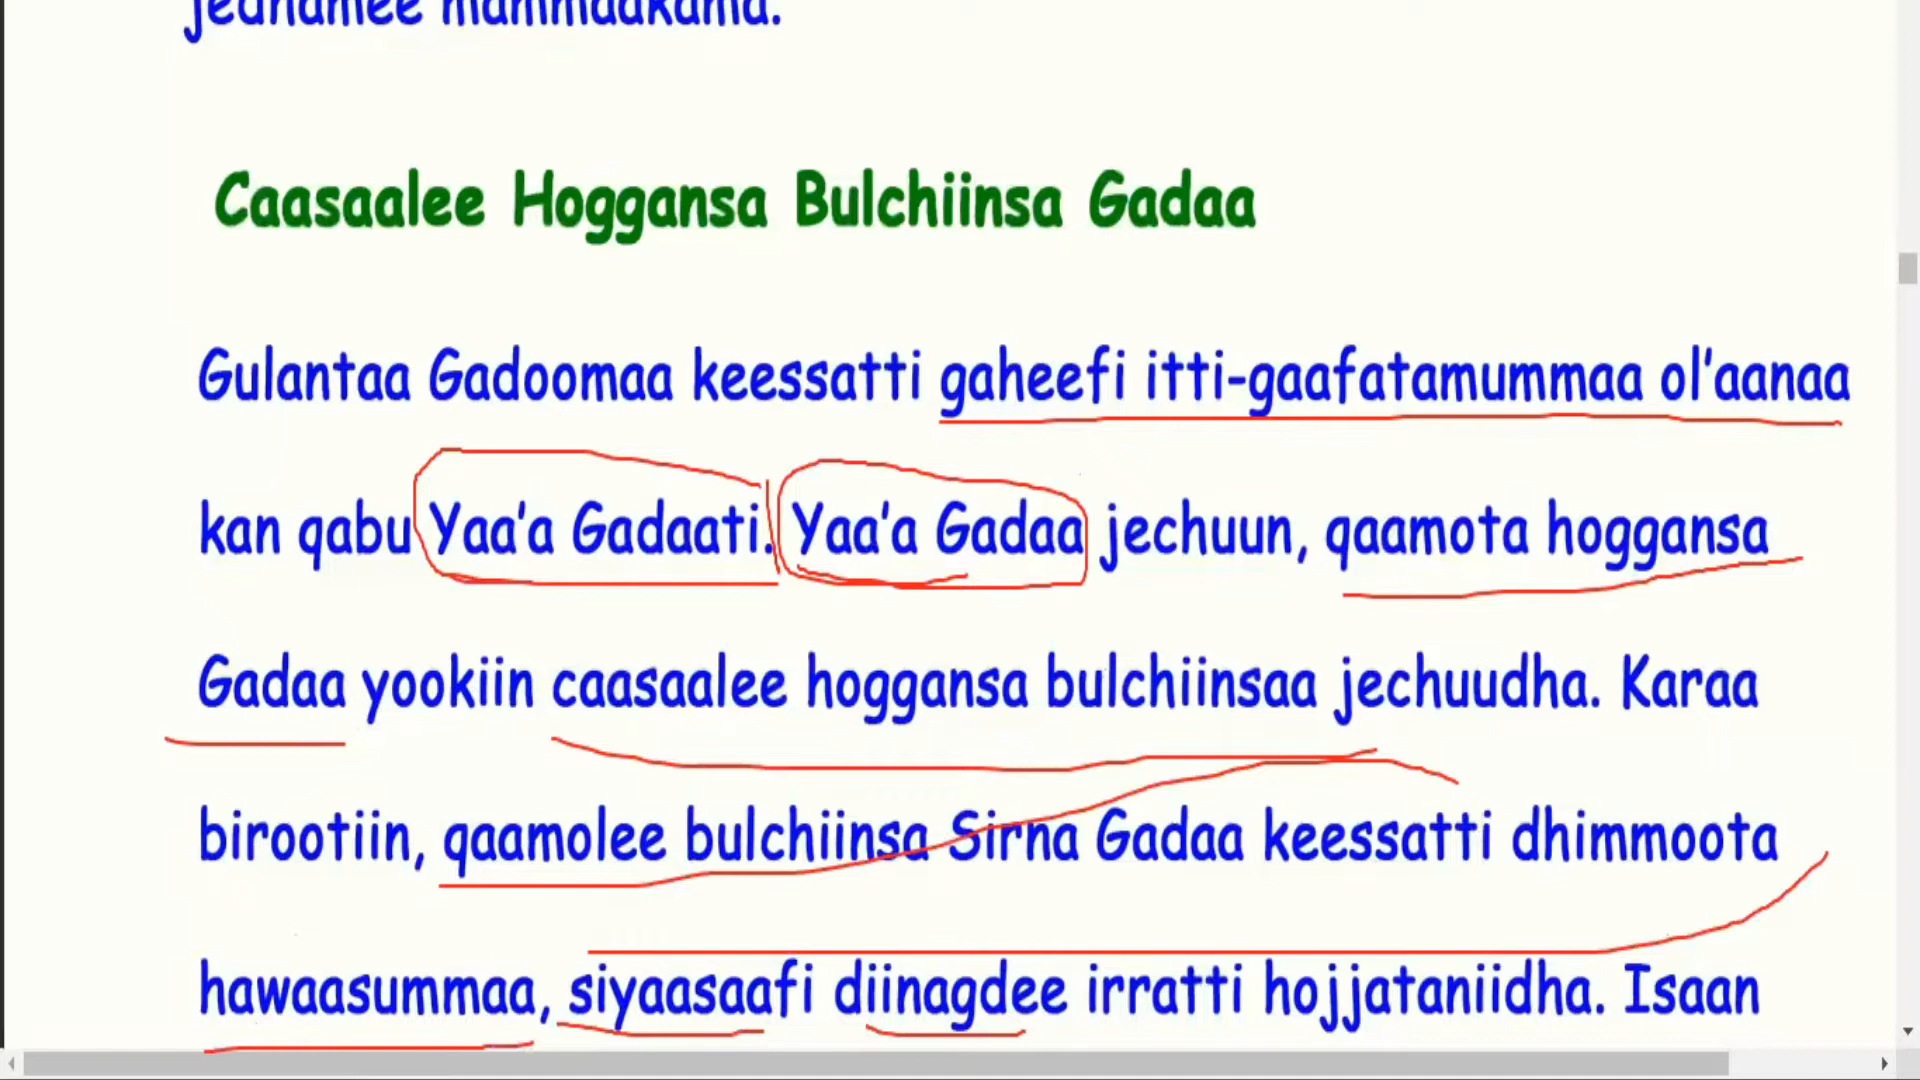 jedhamee mammaakama.
Caasaalee Hoggansa Bulchiinsa Gadaa
Gulantaa Gadoomaa keessatti gaheefi itti-gaafatamummaa ol’aanaa
kan qabu Yaa’a Gadaati. Yaa’a Gadaa jechuun, qaamota hoggansa
Gadaa yookiin caasaalee hoggansa bulchiinsaa jechuudha. Karaa
birootiin, qaamolee bulchiinsa Sirna Gadaa keessatti dhimmoota
hawaasummaa, siyaasaafi diinagdee irratti hojjataniidha. Isaan